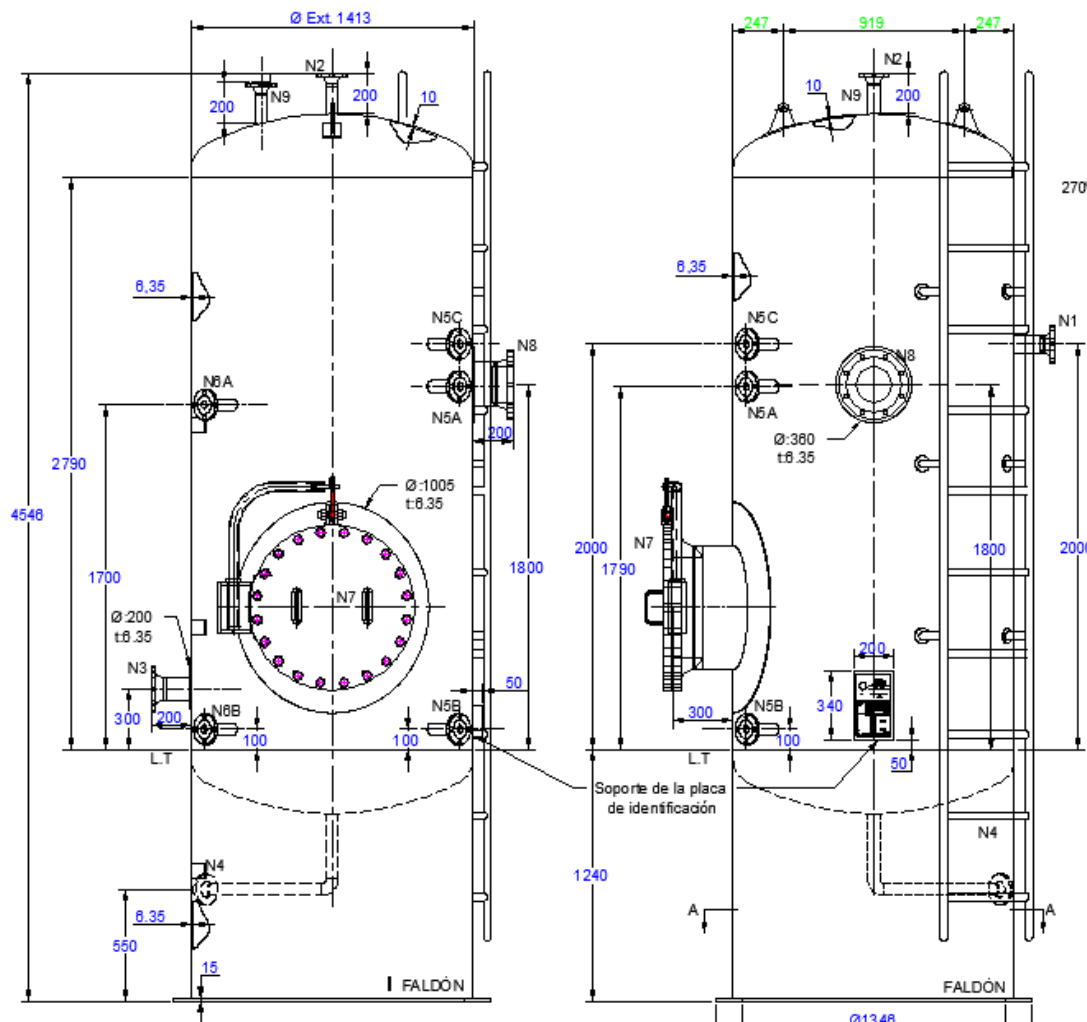 Ø Ext. 1413
247
919
247
N2
N2
N9
N9
200
200
200
10
10
270
6,35
6,35
N5C
N5C
N1
N8
N8
N6A
N5A
N5A
200
Ø:360
t:6.35
2790
4546
Ø:1005
t:6.35
1700
1800
2000
1790
1800
2000
N7
N7
Ø:200
t:6.35
N3
200
50
340
300
200
N6B
N5B
300
N5B
100
100
100
50
L.T
L.T
Soporte de la placa
de identificación
N4
N4
1240
6.35
A
A
550
15
FALDÓN
FALDÓN
Ø1346